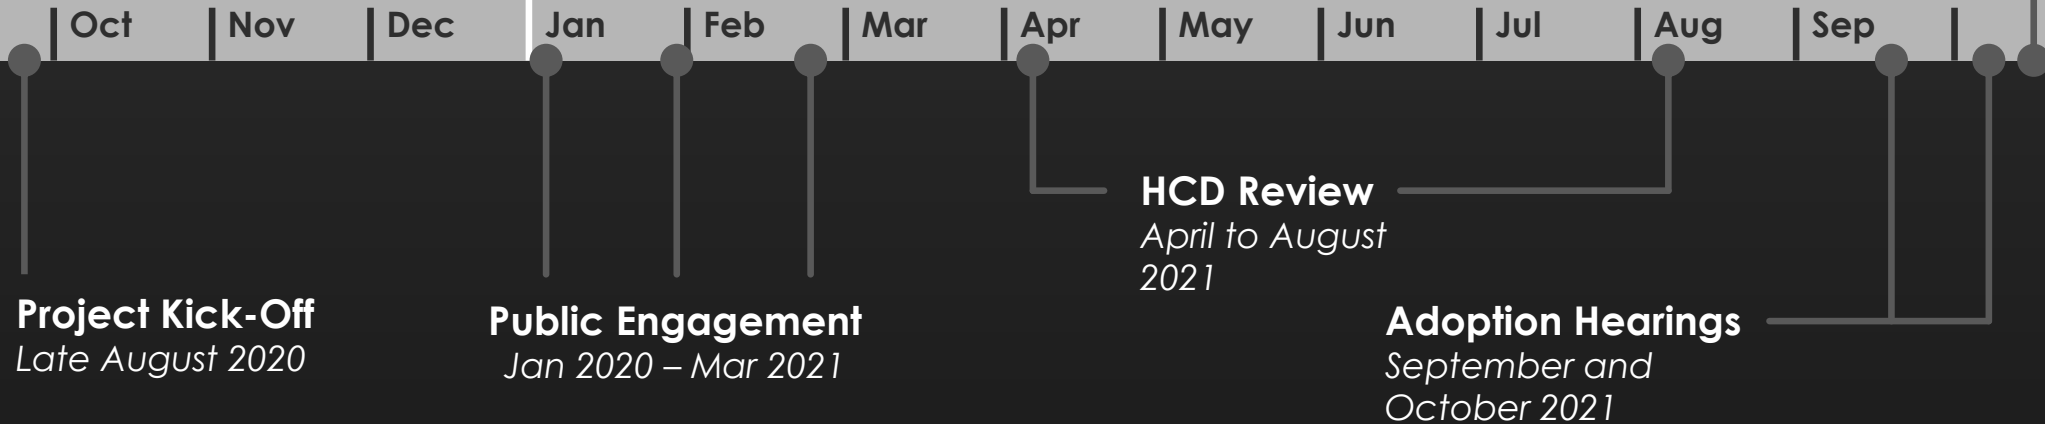 Oct Nov Dec Jan Feb Mar Apr May Jun Jul Aug Sep
HCD Review
April to August
2021
Project Kick-Off
Late August 2020
Public Engagement
Jan 2020 – Mar 2021
Adoption Hearings
September and
October 2021